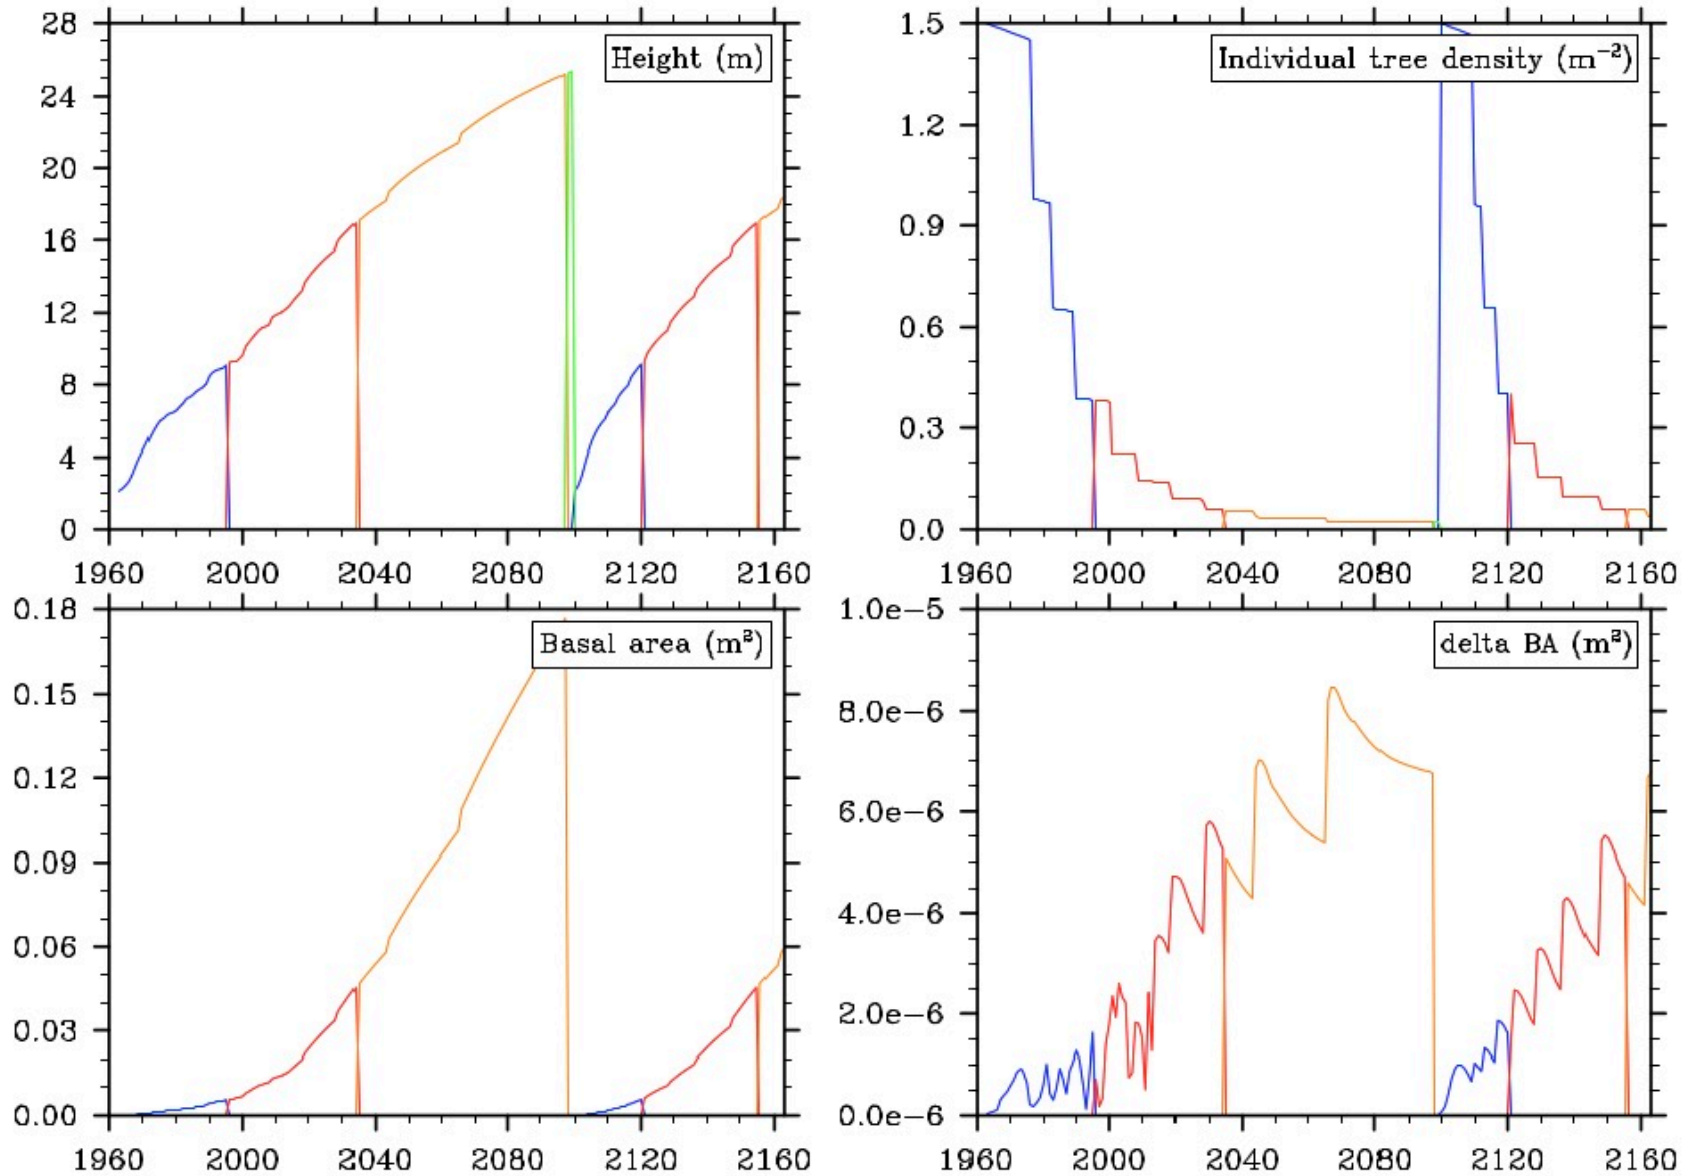 28
24
20
16
12
8
4
0
Height (m)
1960 2000 2040 2080 2120 2160
1.5
1.2
0.9
0.6
0.3
0.0
Individual tree density (m⁻²)
1960 2000 2040 2080 2120 2160
0.18
0.15
0.12
0.09
0.06
0.03
0.00
Basal area (m²)
1960 2000 2040 2080 2120 2160
1.0e-5
8.0e-6
6.0e-6
4.0e-6
2.0e-6
0.0e-6
delta BA (m²)
1960 2000 2040 2080 2120 2160